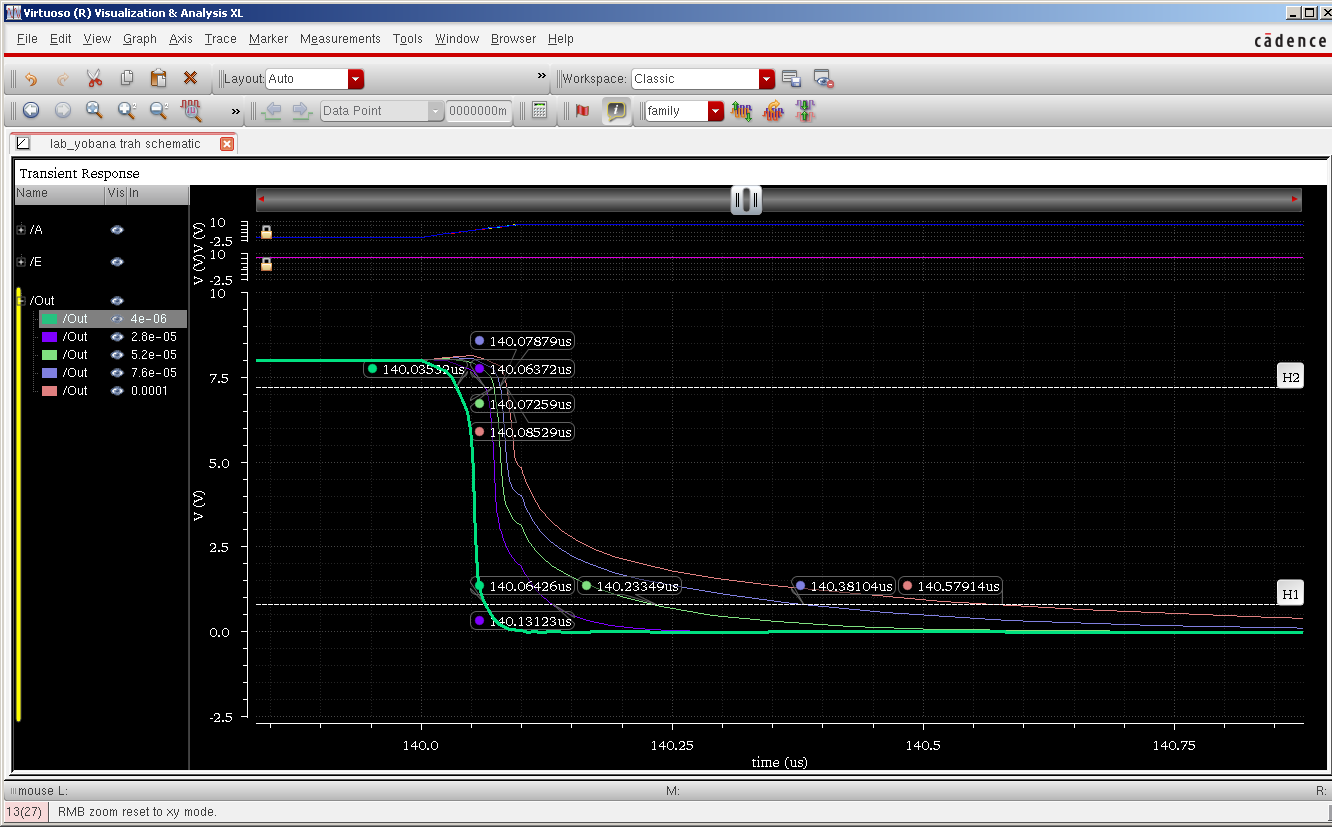 Virtuoso (R) Visualization & Analysis XL
File Edit View Graph Axis Trace Marker Measurements Tools Window Browser Help
cādence
Layout: Auto » Workspace: Classic
» Data Point 0000000m family
lab_yobana trah schematic
Transient Response
Name Vis In
/A
/E
/Out
/Out 4e-06
/Out 2.8e-05
/Out 5.2e-05
/Out 7.6e-05
/Out 0.0001
V (V) 10
-2.5
V (V) 10
-2.5
10
140.07879us
140.03532us 140.06372us
7.5 H2
140.07259us
140.08529us
5.0
V (V)
2.5
140.06426us 140.23349us 140.38104us 140.57914us H1
140.13123us
0.0
-2.5
140.0 140.25 140.5 140.75
time (us)
mouse L: M: R:
13(27) RMB zoom reset to xy mode.